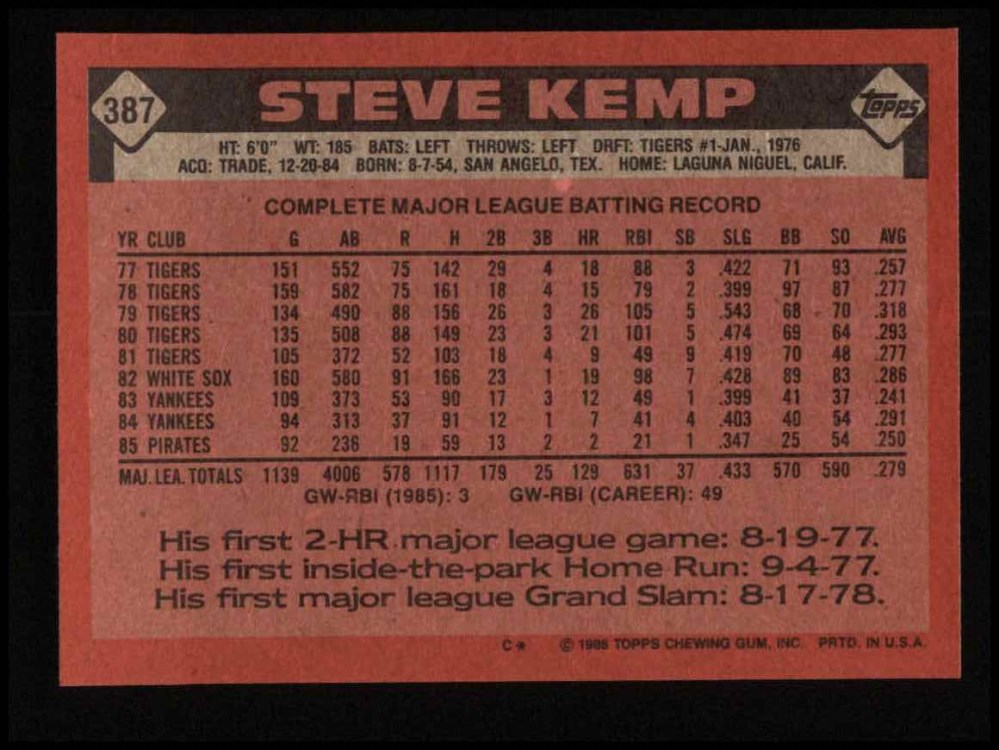 387
STEVE KEMP
Topps
HT: 6'0" WT: 185 BATS: LEFT THROWS: LEFT DRFT: TIGERS #1-JAN., 1976
ACQ: TRADE, 12-20-84 BORN: 8-7-54, SAN ANGELO, TEX. HOME: LAGUNA NIGUEL, CALIF.
COMPLETE MAJOR LEAGUE BATTING RECORD
YR CLUB G AB R H 2B 3B HR RBI SB SLG BB SO AVG
77 TIGERS 151 552 75 142 29 4 18 88 3 .422 71 93 .257
78 TIGERS 159 582 75 161 18 4 15 79 2 .399 97 87 .277
79 TIGERS 134 490 88 156 26 3 26 105 5 .543 68 70 .318
80 TIGERS 135 508 88 149 23 3 21 101 5 .474 69 64 .293
81 TIGERS 105 372 52 103 18 4 9 49 9 .419 70 48 .277
82 WHITE SOX 160 580 91 166 23 1 19 98 7 .428 89 83 .286
83 YANKEES 109 373 53 90 17 3 12 49 1 .399 41 37 .241
84 YANKEES 94 313 37 91 12 1 7 41 4 .403 40 54 .291
85 PIRATES 92 236 19 59 13 2 2 21 1 .347 25 54 .250
MAJ. LEA. TOTALS 1139 4006 578 1117 179 25 129 631 37 .433 570 590 .279
GW-RBI (1985): 3 GW-RBI (CAREER): 49
His first 2-HR major league game: 8-19-77.
His first inside-the-park Home Run: 9-4-77.
His first major league Grand Slam: 8-17-78.
C* © 1986 TOPPS CHEWING GUM, INC. PRTD. IN U.S.A.